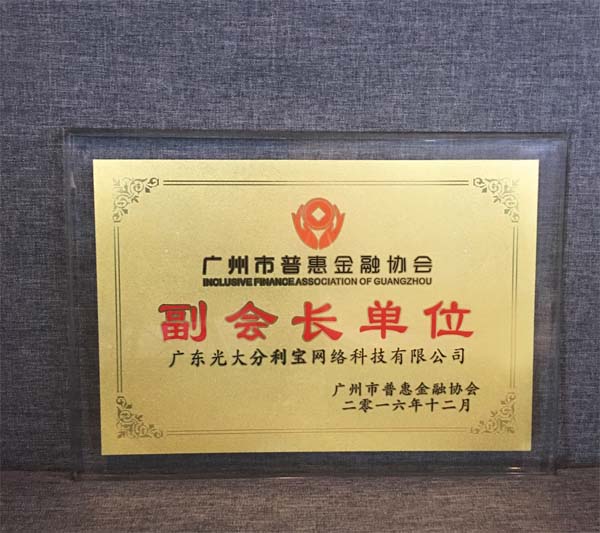 广州市普惠金融协会
INCLUSIVE FINANCE ASSOCIATION OF GUANGZHOU
副会长单位
广东光大分利宝网络科技有限公司
广州市普惠金融协会
二零一六年十二月